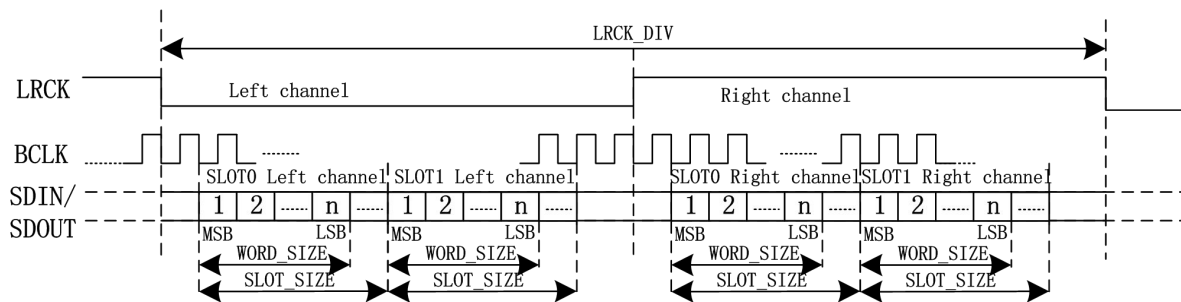 LRCK_DIV
LRCK
Left channel
Right channel
BCLK
SLOT0 Left channel SLOT1 Left channel SLOT0 Right channel SLOT1 Right channel
SDIN/
SDOUT
1 2 n 1 2 n 1 2 n 1 2 n
MSB LSB MSB LSB MSB LSB MSB LSB
WORD_SIZE WORD_SIZE WORD_SIZE WORD_SIZE
SLOT_SIZE SLOT_SIZE SLOT_SIZE SLOT_SIZE